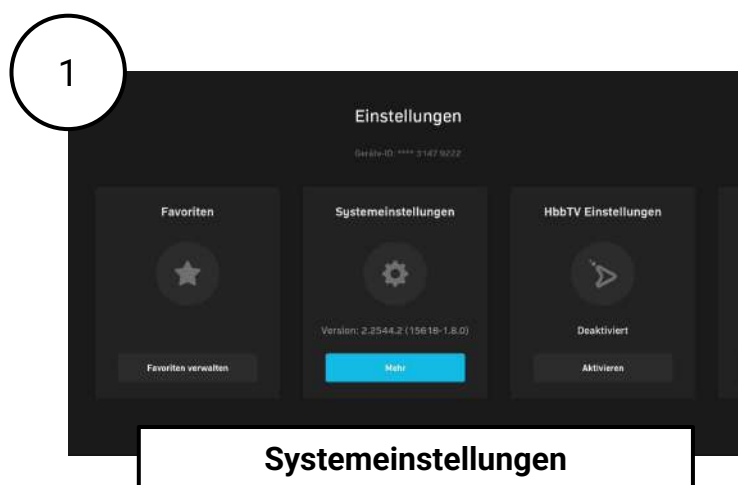 1
Einstellungen
Geräte-ID: **** 3147 9222
Favoriten
Systemeinstellungen
HbbTV Einstellungen
Version: 2.2544.2 (15616-1.8.0)
Deaktiviert
Favoriten verwalten
Mehr
Aktivieren
Systemeinstellungen